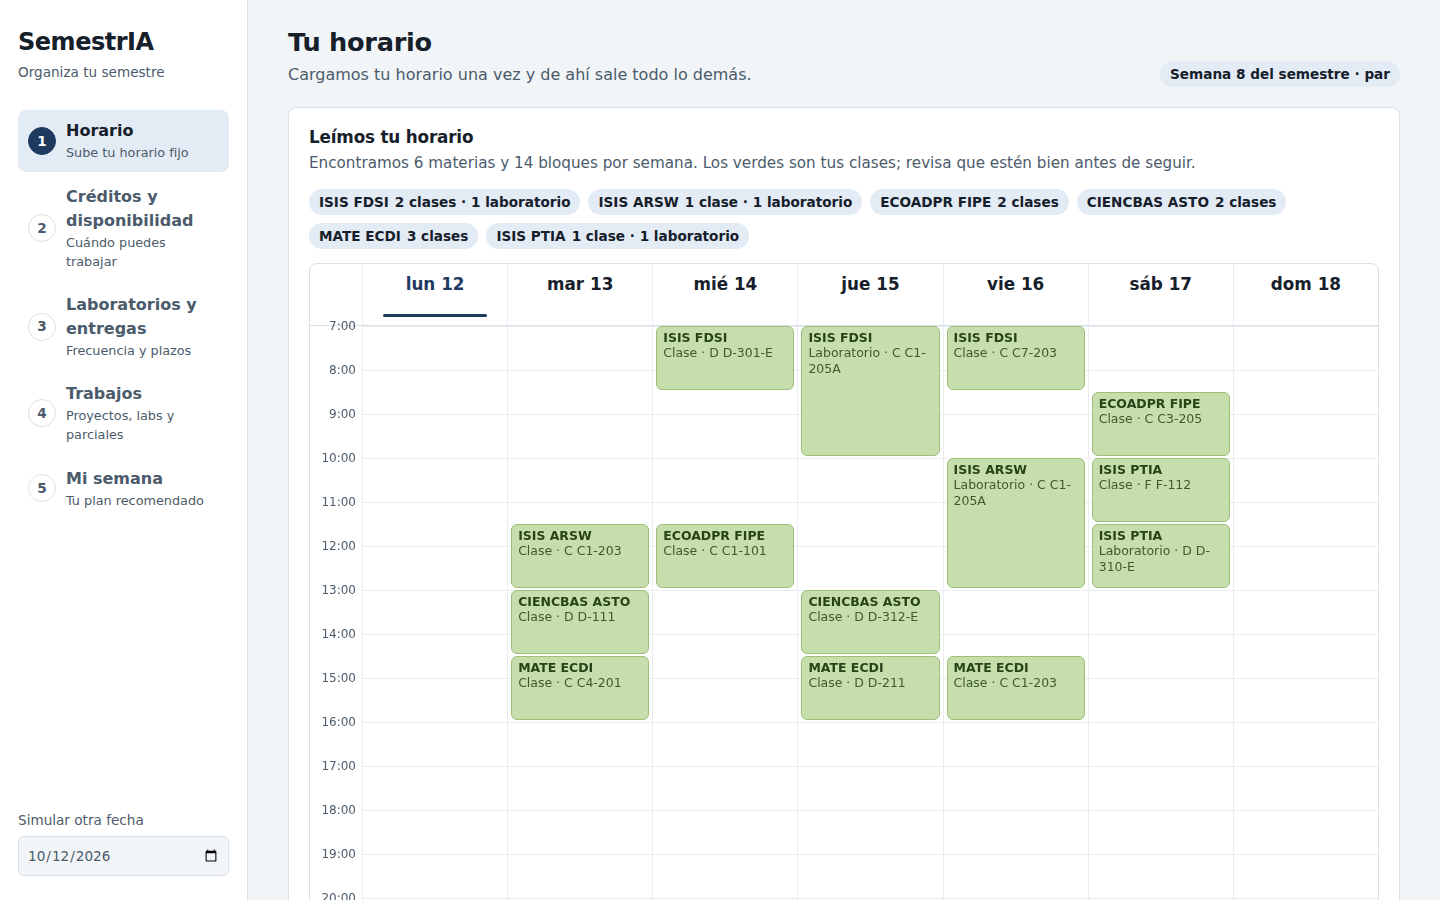 SemestrIA
Organiza tu semestre
1
Horario
Sube tu horario fijo
2
Créditos y
disponibilidad
Cuándo puedes
trabajar
3
Laboratorios y
entregas
Frecuencia y plazos
4
Trabajos
Proyectos, labs y
parciales
5
Mi semana
Tu plan recomendado
Simular otra fecha
10/12/2026
Tu horario
Cargamos tu horario una vez y de ahí sale todo lo demás.
Semana 8 del semestre · par
Leímos tu horario
Encontramos 6 materias y 14 bloques por semana. Los verdes son tus clases; revisa que estén bien antes de seguir.
ISIS FDSI 2 clases · 1 laboratorio
ISIS ARSW 1 clase · 1 laboratorio
ECOADPR FIPE 2 clases
CIENCBAS ASTO 2 clases
MATE ECDI 3 clases
ISIS PTIA 1 clase · 1 laboratorio
lun 12
mar 13
mié 14
jue 15
vie 16
sáb 17
dom 18
7:00
8:00
9:00
10:00
11:00
12:00
13:00
14:00
15:00
16:00
17:00
18:00
19:00
20:00
ISIS ARSW
Clase · C C1-203
CIENCBAS ASTO
Clase · D D-111
MATE ECDI
Clase · C C4-201
ISIS FDSI
Clase · D D-301-E
ECOADPR FIPE
Clase · C C1-101
ISIS FDSI
Laboratorio · C C1-
205A
CIENCBAS ASTO
Clase · D D-312-E
MATE ECDI
Clase · D D-211
ISIS FDSI
Clase · C C7-203
ISIS ARSW
Laboratorio · C C1-
205A
MATE ECDI
Clase · C C1-203
ECOADPR FIPE
Clase · C C3-205
ISIS PTIA
Clase · F F-112
ISIS PTIA
Laboratorio · D D-
310-E